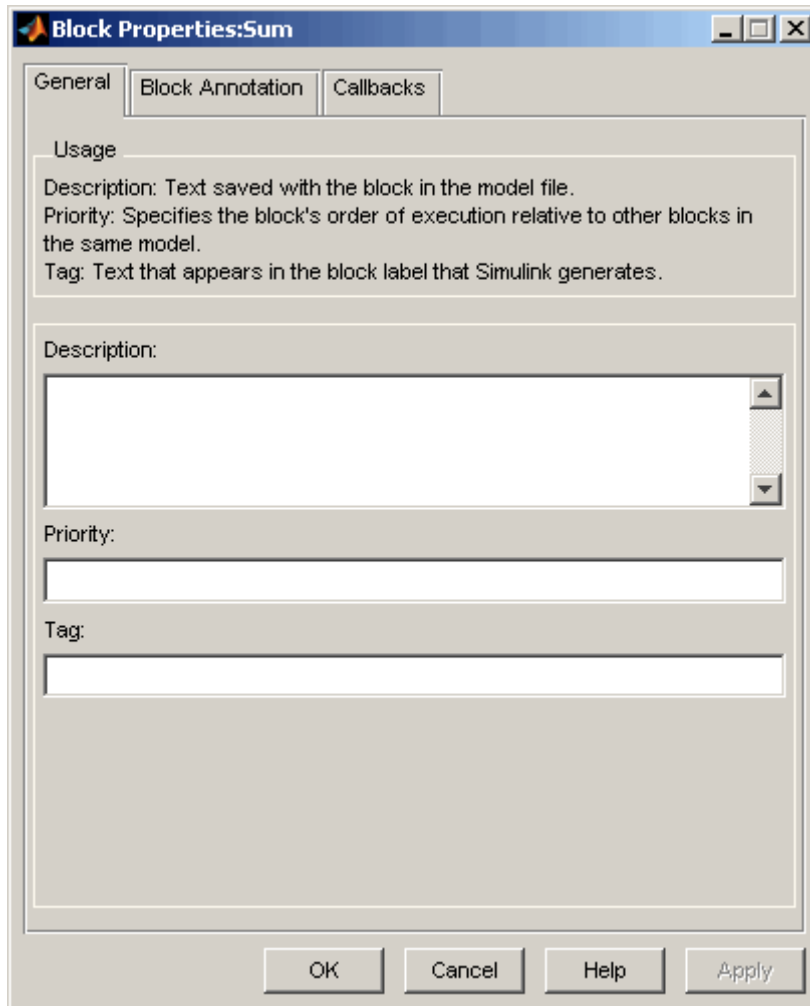 Block Properties:Sum
General
Block Annotation
Callbacks
Usage
Description: Text saved with the block in the model file.
Priority: Specifies the block's order of execution relative to other blocks in
the same model.
Tag: Text that appears in the block label that Simulink generates.
Description:
Priority:
Tag:
OK
Cancel
Help
Apply